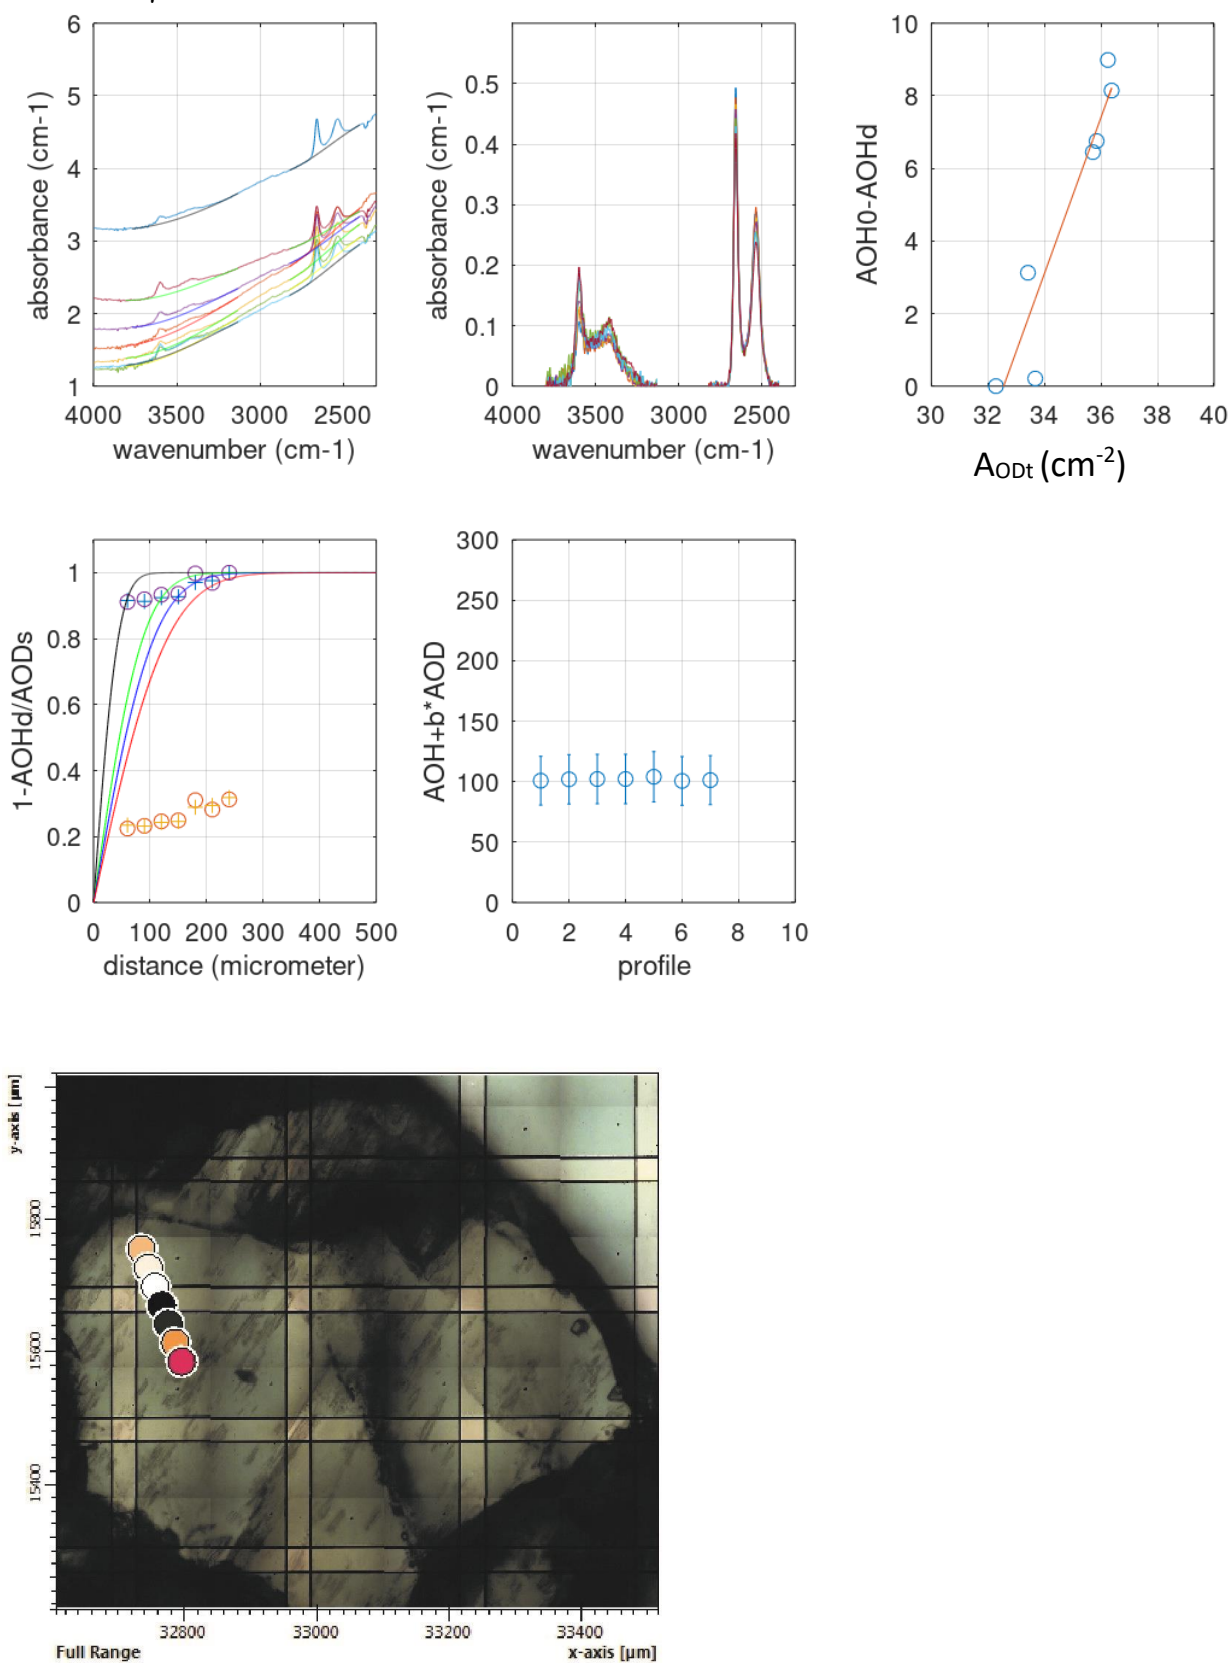 6
5
4
3
2
1
absorbance (cm-1)
4000 3500 3000 2500
wavenumber (cm-1)
0.5
0.4
0.3
0.2
0.1
0
absorbance (cm-1)
4000 3500 3000 2500
wavenumber (cm-1)
10
8
6
4
2
0
AOH0-AOHd
30 32 34 36 38 40
AODt (cm-2)
1
0.8
0.6
0.4
0.2
0
1-AOHd/AODs
0 100 200 300 400 500
distance (micrometer)
300
250
200
150
100
50
0
AOH+b*AOD
0 2 4 6 8 10
profile
y-axis [µm]
15800
15600
15400
32800 33000 33200 33400
Full Range x-axis [µm]